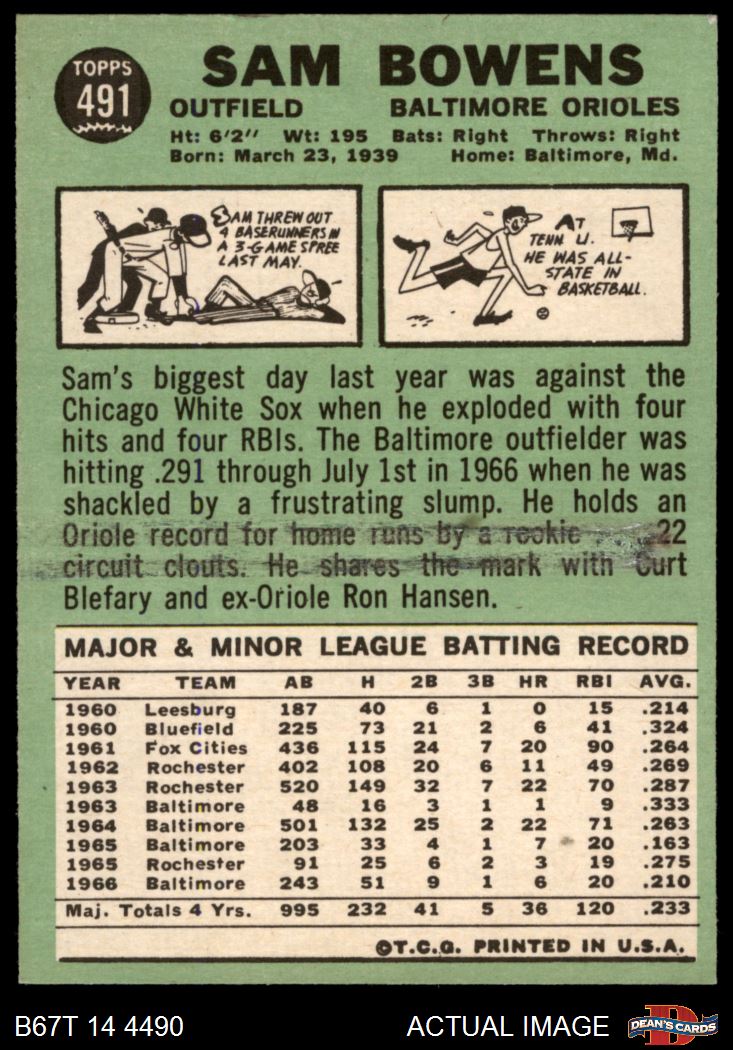 TOPPS
491
SAM BOWENS
OUTFIELD BALTIMORE ORIOLES
Ht: 6'2" Wt: 195 Bats: Right Throws: Right
Born: March 23, 1939 Home: Baltimore, Md.
SAM THREW OUT
4 BASERUNNERS IN
A 3-GAME SPREE
LAST MAY.
AT
TENN U.
HE WAS ALL-
STATE IN
BASKETBALL.
Sam's biggest day last year was against the
Chicago White Sox when he exploded with four
hits and four RBIs. The Baltimore outfielder was
hitting .291 through July 1st in 1966 when he was
shackled by a frustrating slump. He holds an
Oriole record for home runs by a rookie . . . 22
circuit clouts. He shares the mark with Curt
Blefary and ex-Oriole Ron Hansen.
MAJOR & MINOR LEAGUE BATTING RECORD
YEAR TEAM AB H 2B 3B HR RBI AVG.
1960 Leesburg 187 40 6 1 0 15 .214
1960 Bluefield 225 73 21 2 6 41 .324
1961 Fox Cities 436 115 24 7 20 90 .264
1962 Rochester 402 108 20 6 11 49 .269
1963 Rochester 520 149 32 7 22 70 .287
1963 Baltimore 48 16 3 1 1 9 .333
1964 Baltimore 501 132 25 2 22 71 .263
1965 Baltimore 203 33 4 1 7 20 .163
1965 Rochester 91 25 6 2 3 19 .275
1966 Baltimore 243 51 9 1 6 20 .210
Maj. Totals 4 Yrs. 995 232 41 5 36 120 .233
©T.C.G. PRINTED IN U.S.A.
B67T 14 4490 ACTUAL IMAGE DEAN'S CARDS